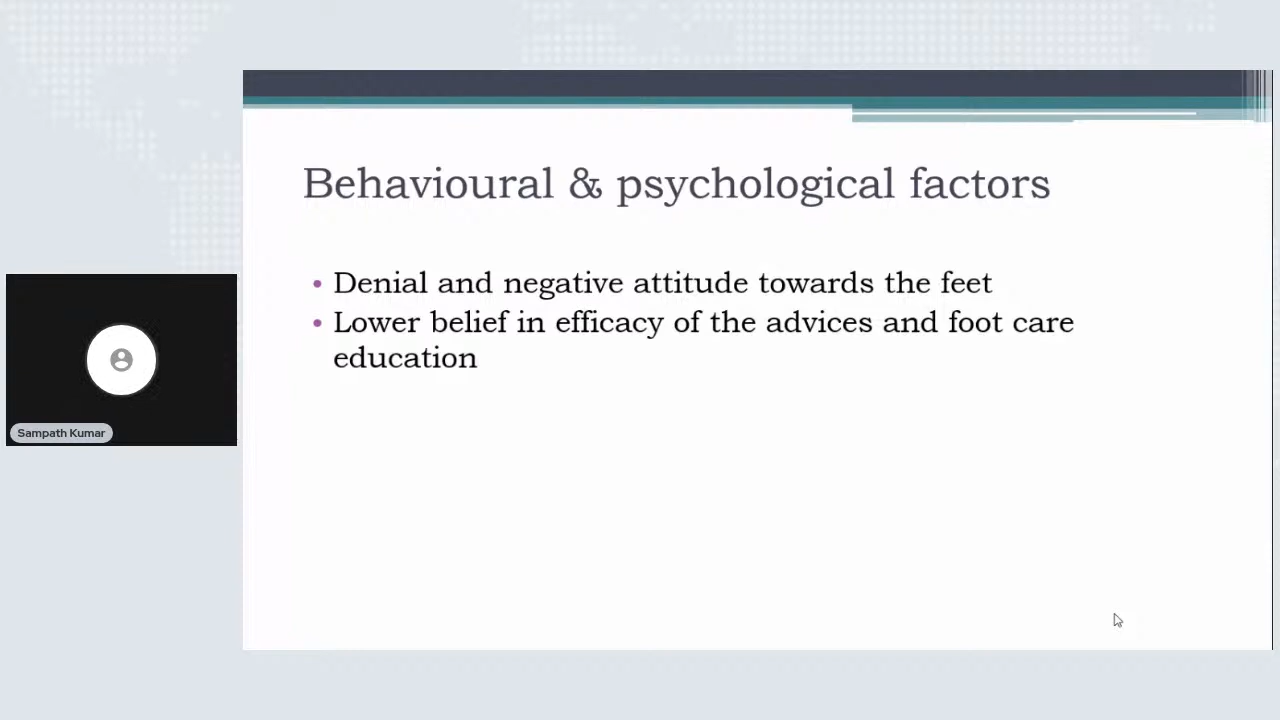 Behavioural & psychological factors
• Denial and negative attitude towards the feet
• Lower belief in efficacy of the advices and foot care
education
Sampath Kumar